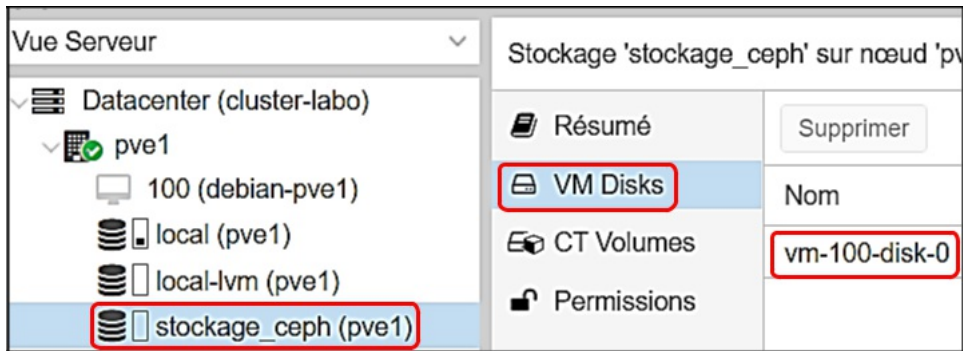 Vue Serveur
Datacenter (cluster-labo)
pve1
100 (debian-pve1)
local (pve1)
local-lvm (pve1)
stockage_ceph (pve1)
Stockage 'stockage_ceph' sur nœud 'pv
Résumé
VM Disks
CT Volumes
Permissions
Supprimer
Nom
vm-100-disk-0